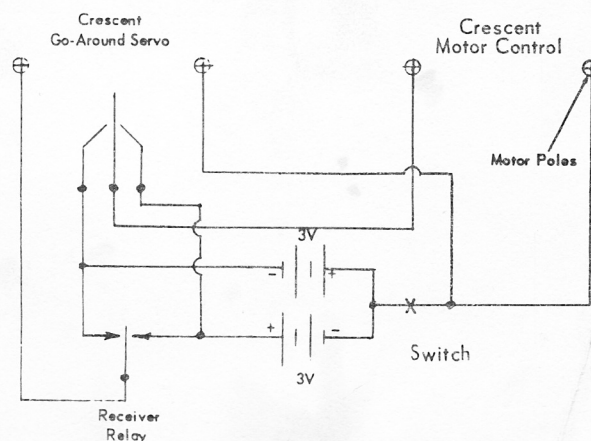 Crescent
Go-Around Servo
Crescent
Motor Control
Motor Poles
3V
- +
+ -
3V
Switch
Receiver
Relay